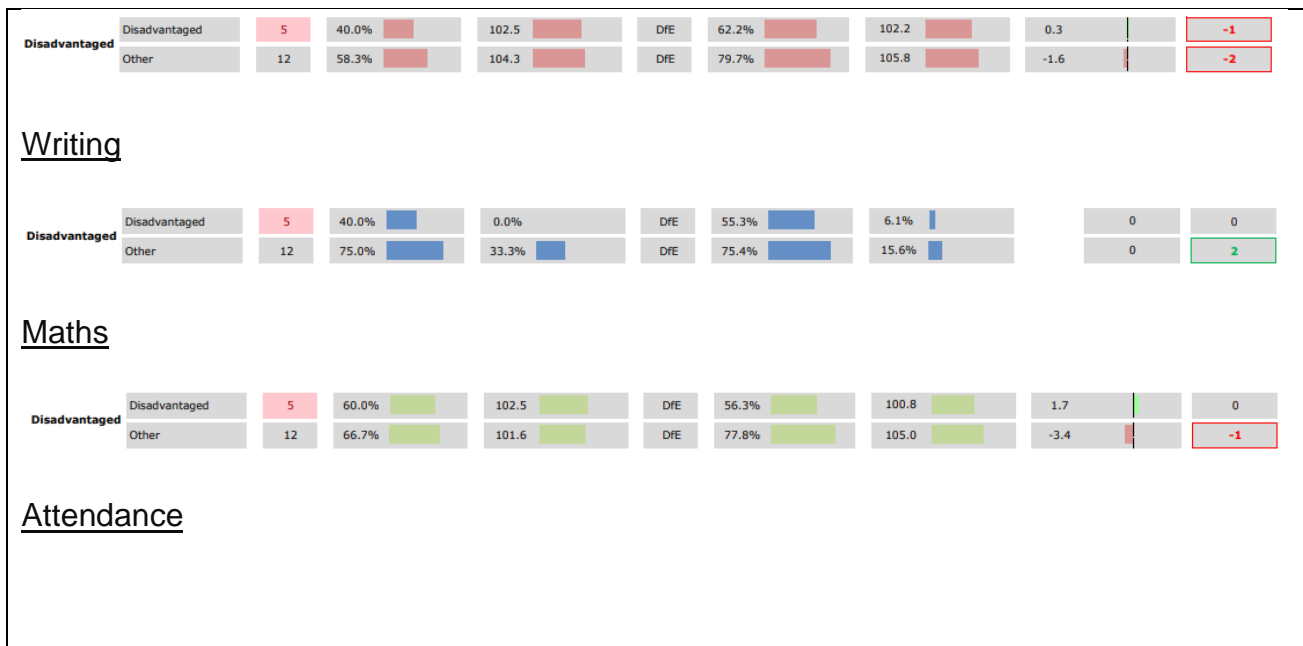 Disadvantaged 5 40.0% 102.5 DfE 62.2% 102.2 0.3 -1
Disadvantaged
Other 12 58.3% 104.3 DfE 79.7% 105.8 -1.6 -2
Writing
Disadvantaged 5 40.0% 0.0% DfE 55.3% 6.1% 0 0
Disadvantaged
Other 12 75.0% 33.3% DfE 75.4% 15.6% 0 2
Maths
Disadvantaged 5 60.0% 102.5 DfE 56.3% 100.8 1.7 0
Disadvantaged
Other 12 66.7% 101.6 DfE 77.8% 105.0 -3.4 -1
Attendance